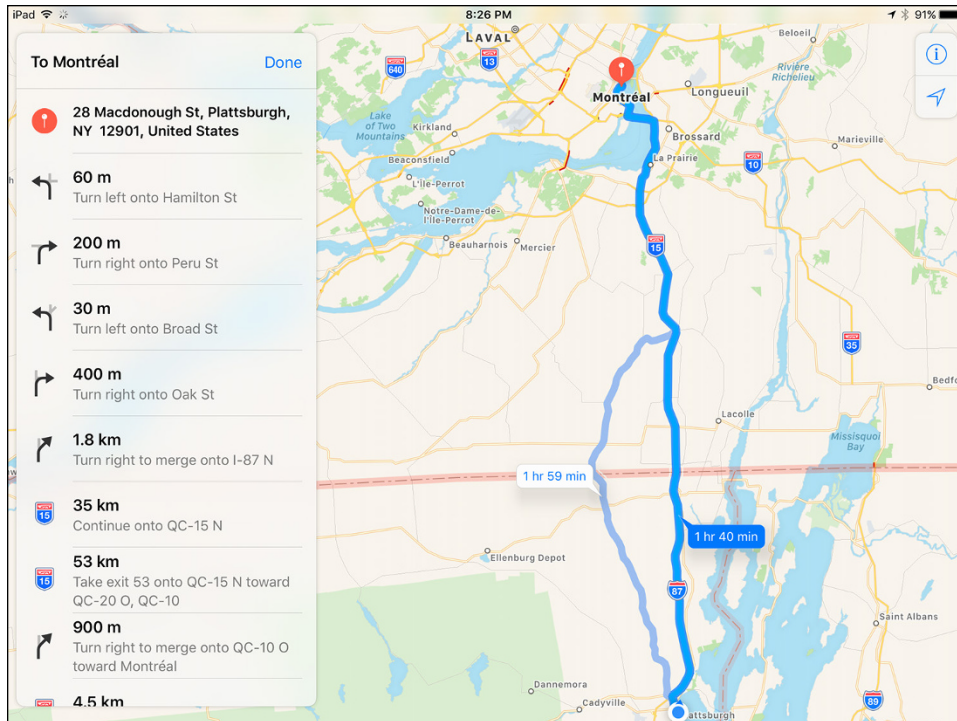 iPad
8:26 PM
91%
To Montréal
Done
28 Macdonough St, Plattsburgh,
NY 12901, United States
60 m
Turn left onto Hamilton St
200 m
Turn right onto Peru St
30 m
Turn left onto Broad St
400 m
Turn right onto Oak St
1.8 km
Turn right to merge onto I-87 N
15
35 km
Continue onto QC-15 N
15
53 km
Take exit 53 onto QC-15 N toward
QC-20 O, QC-10
900 m
Turn right to merge onto QC-10 O
toward Montréal
4.5 km
LAVAL
Beloeil
13
640
Rivière
Richelieu
Montréal
Longueuil
Lake
of Two
Mountains
Kirkland
Brossard
Marieville
Beaconsfield
La Prairie
10
L'Île-Perrot
Notre-Dame-de-
l'Île-Perrot
Beauharnois
Mercier
15
35
Bedfo
Lacolle
Missisquoi
Bay
1 hr 59 min
1 hr 40 min
Ellenburg Depot
87
Saint Albans
Dannemora
Cadyville
89
attsburgh